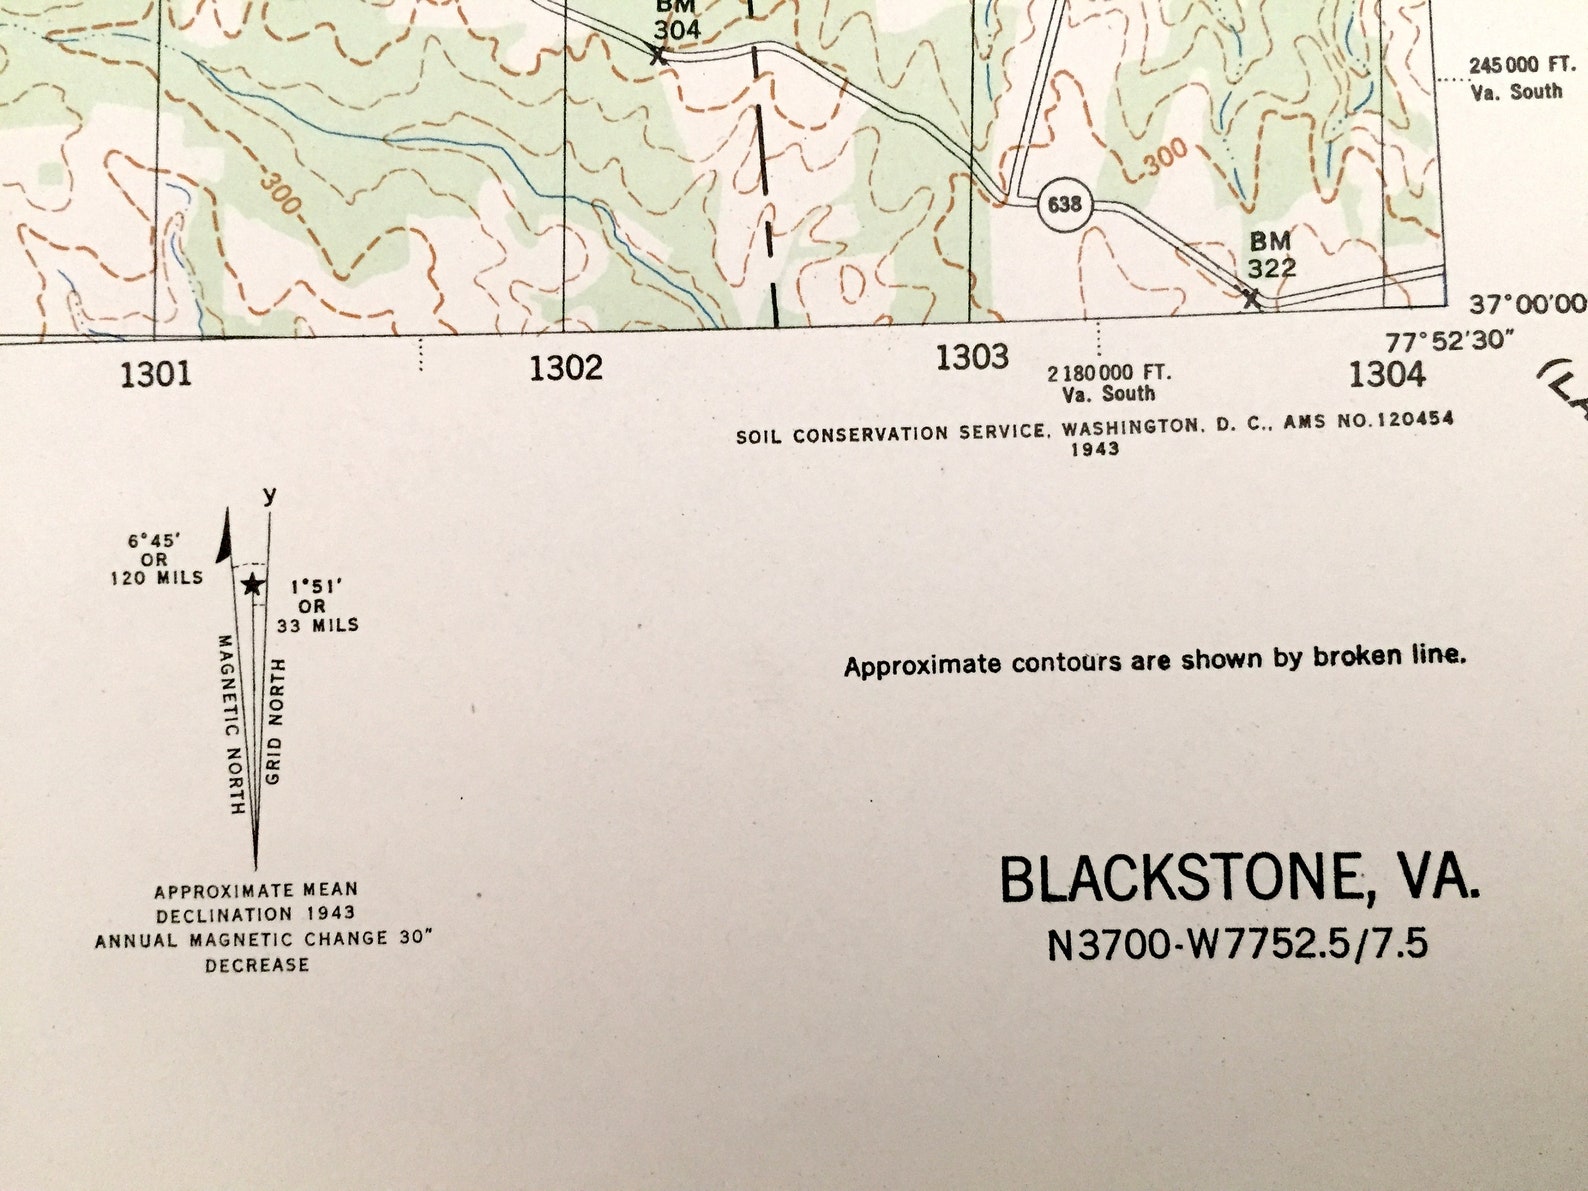 BM
304
245 000 FT.
Va. South
300
300
638
BM
322
37°00'00
77°52'30"
1301
1302
1303
1304
2 180 000 FT.
Va. South
(LA
SOIL CONSERVATION SERVICE, WASHINGTON, D. C., AMS NO. 120454
1943
y
6°45'
OR
120 MILS
1°51'
OR
33 MILS
MAGNETIC NORTH
GRID NORTH
APPROXIMATE MEAN
DECLINATION 1943
ANNUAL MAGNETIC CHANGE 30"
DECREASE
Approximate contours are shown by broken line.
BLACKSTONE, VA.
N3700-W7752.5/7.5